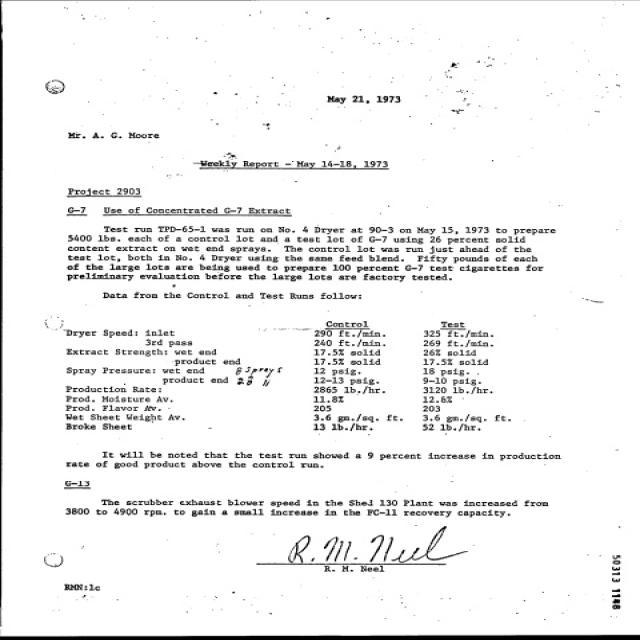 May 21, 1973
Mr. A. G. Moore
Weekly Report - May 14-18, 1973
Project 2903
G-7 Use of Concentrated G-7 Extract
Test run TPD-65-1 was run on No. 4 Dryer at 90-3 on May 15, 1973 to prepare
5400 lbs. each of a control lot and a test lot of G-7 using 26 percent solid
content extract on wet end sprays. The control lot was run just ahead of the
test lot, both in No. 4 Dryer using the same feed blend. Fifty pounds of each
of the large lots are being used to prepare 100 percent G-7 test cigarettes for
preliminary evaluation before the large lots are factory tested.
Data from the Control and Test Runs follow:
Control Test
Dryer Speed: inlet 290 ft./min. 325 ft./min.
3rd pass 240 ft./min. 269 ft./min.
Extract Strength: wet end 17.5% solid 26% solid
product end 17.5% solid 17.5% solid
Spray Pressure: wet end 8 sprays 12 psig. 18 psig.
product end 28 " 12-13 psig. 9-10 psig.
Production Rate: 2865 lb./hr. 3120 lb./hr.
Prod. Moisture Av. 11.8% 12.6%
Prod. Flavor Av. 205 203
Wet Sheet Weight Av. 3.6 gm./sq. ft. 3.6 gm./sq. ft.
Broke Sheet 13 lb./hr. 52 lb./hr.
It will be noted that the test run showed a 9 percent increase in production
rate of good product above the control run.
G-13
The scrubber exhaust blower speed in the Shed 130 Plant was increased from
3800 to 4900 rpm. to gain a small increase in the FC-11 recovery capacity.
R. M. Neel
R. M. Neel
RMN:lc
50313 1148